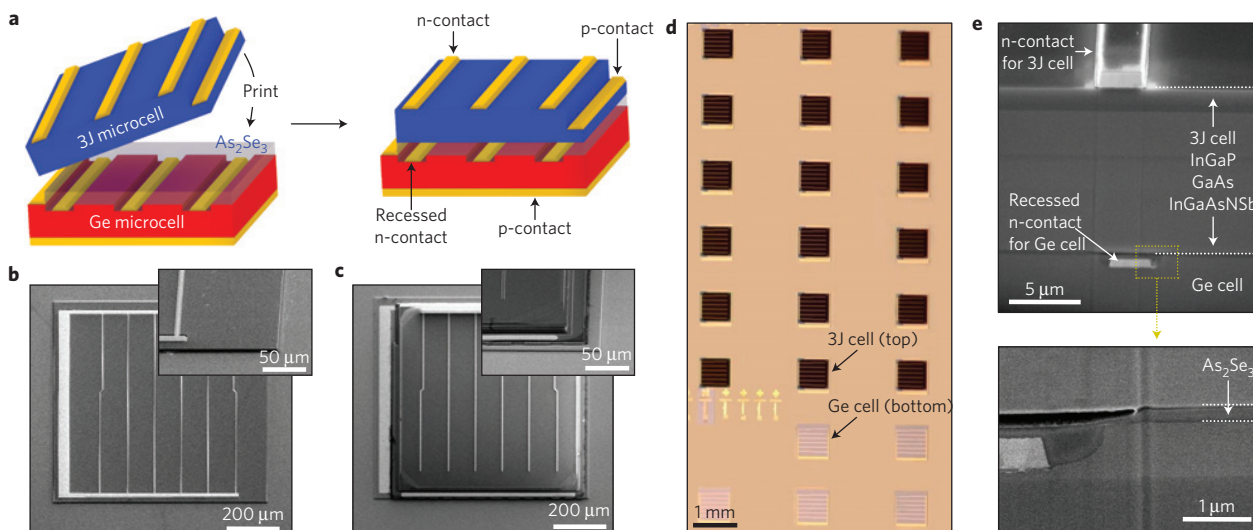 a
n-contact
p-contact
Print
3J microcell
As₂Se₃
Ge microcell
Recessed
n-contact
p-contact
b
50 μm
200 μm
c
50 μm
200 μm
d
3J cell (top)
Ge cell (bottom)
1 mm
e
n-contact
for 3J cell
3J cell
InGaP
GaAs
InGaAsNSb
Recessed
n-contact
for Ge cell
Ge cell
5 μm
As₂Se₃
1 μm